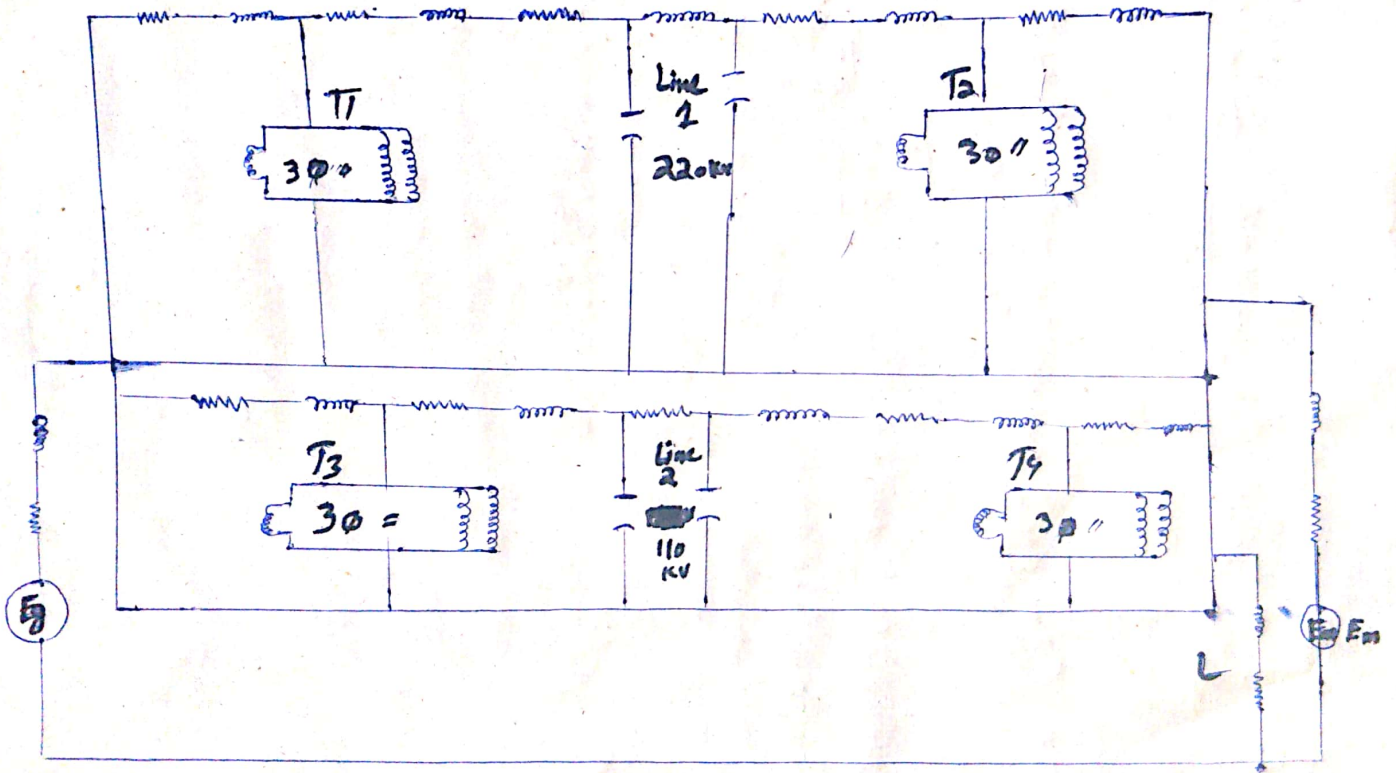 T1
3Φ"
Line
1
220KV
T2
3Φ"
T3
3Φ =
Line
2
110
KV
T4
3Φ"
Eg
L
Em